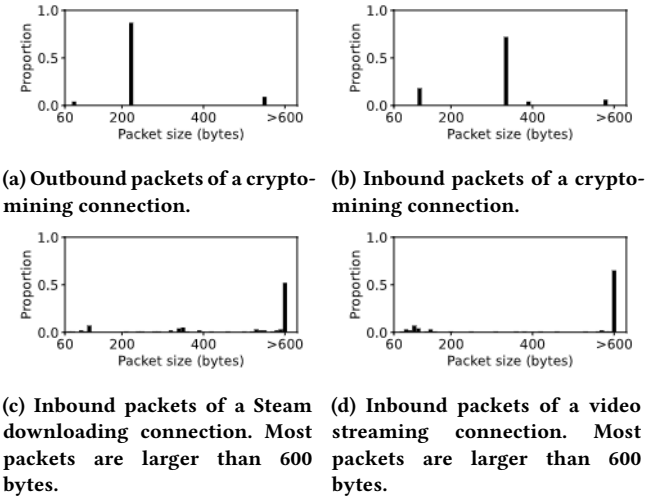 1.0
0.5
0.0
Proportion
60 200 400 >600
Packet size (bytes)
(a) Outbound packets of a crypto-
mining connection.
1.0
0.5
0.0
Proportion
60 200 400 >600
Packet size (bytes)
(b) Inbound packets of a crypto-
mining connection.
1.0
0.5
0.0
Proportion
60 200 400 >600
Packet size (bytes)
(c) Inbound packets of a Steam
downloading connection. Most
packets are larger than 600
bytes.
1.0
0.5
0.0
Proportion
60 200 400 >600
Packet size (bytes)
(d) Inbound packets of a video
streaming connection. Most
packets are larger than 600
bytes.